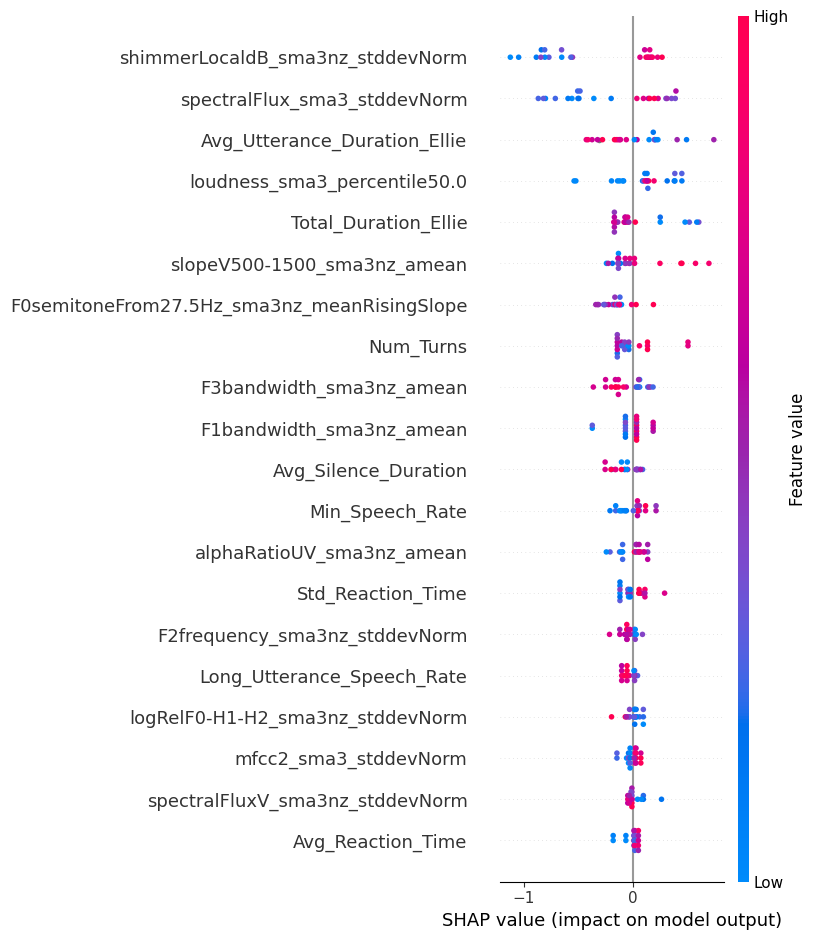 High
shimmerLocaldB_sma3nz_stddevNorm
spectralFlux_sma3_stddevNorm
Avg_Utterance_Duration_Ellie
loudness_sma3_percentile50.0
Total_Duration_Ellie
slopeV500-1500_sma3nz_amean
F0semitoneFrom27.5Hz_sma3nz_meanRisingSlope
Num_Turns
F3bandwidth_sma3nz_amean
F1bandwidth_sma3nz_amean
Avg_Silence_Duration
Min_Speech_Rate
alphaRatioUV_sma3nz_amean
Std_Reaction_Time
F2frequency_sma3nz_stddevNorm
Long_Utterance_Speech_Rate
logRelF0-H1-H2_sma3nz_stddevNorm
mfcc2_sma3_stddevNorm
spectralFluxV_sma3nz_stddevNorm
Avg_Reaction_Time
Feature value
Low
−1 0
SHAP value (impact on model output)